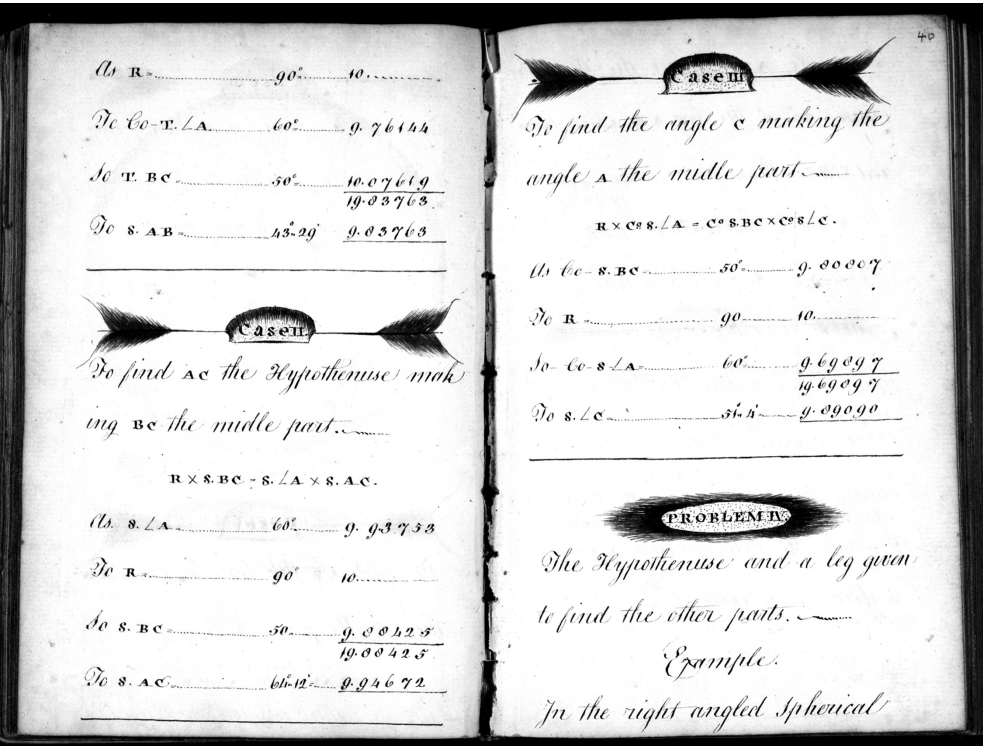 As R= 90° 10.
To Co-T. ∠A 60° 9.76144
So T. BC= 50° 10.07619
19.83763
To S. AB= 43°-29' 9.83763
Case II
To find AC the Hypothenuse mak
ing BC the midle part.
R × S.BC = S.∠A × S.AC.
As. S.∠A= 60° 9.93753
To R= 90° 10.
So S. BC= 50 9.88425
19.88425
To S. AC= 64°-12' 9.94672
40
Case III
To find the angle C making the
angle A the midle part
R × Co S.∠A = Co S.BC × Co S∠C.
As Co-S.BC= 50° 9.80807
To R= 90 10.
So-Co-S∠A= 60° 9.69897
19.69897
To S.∠C= 51°-4' 9.89090
PROBLEM IV
The Hypothenuse and a leg given
to find the other parts.
Example.
In the right angled Spherical